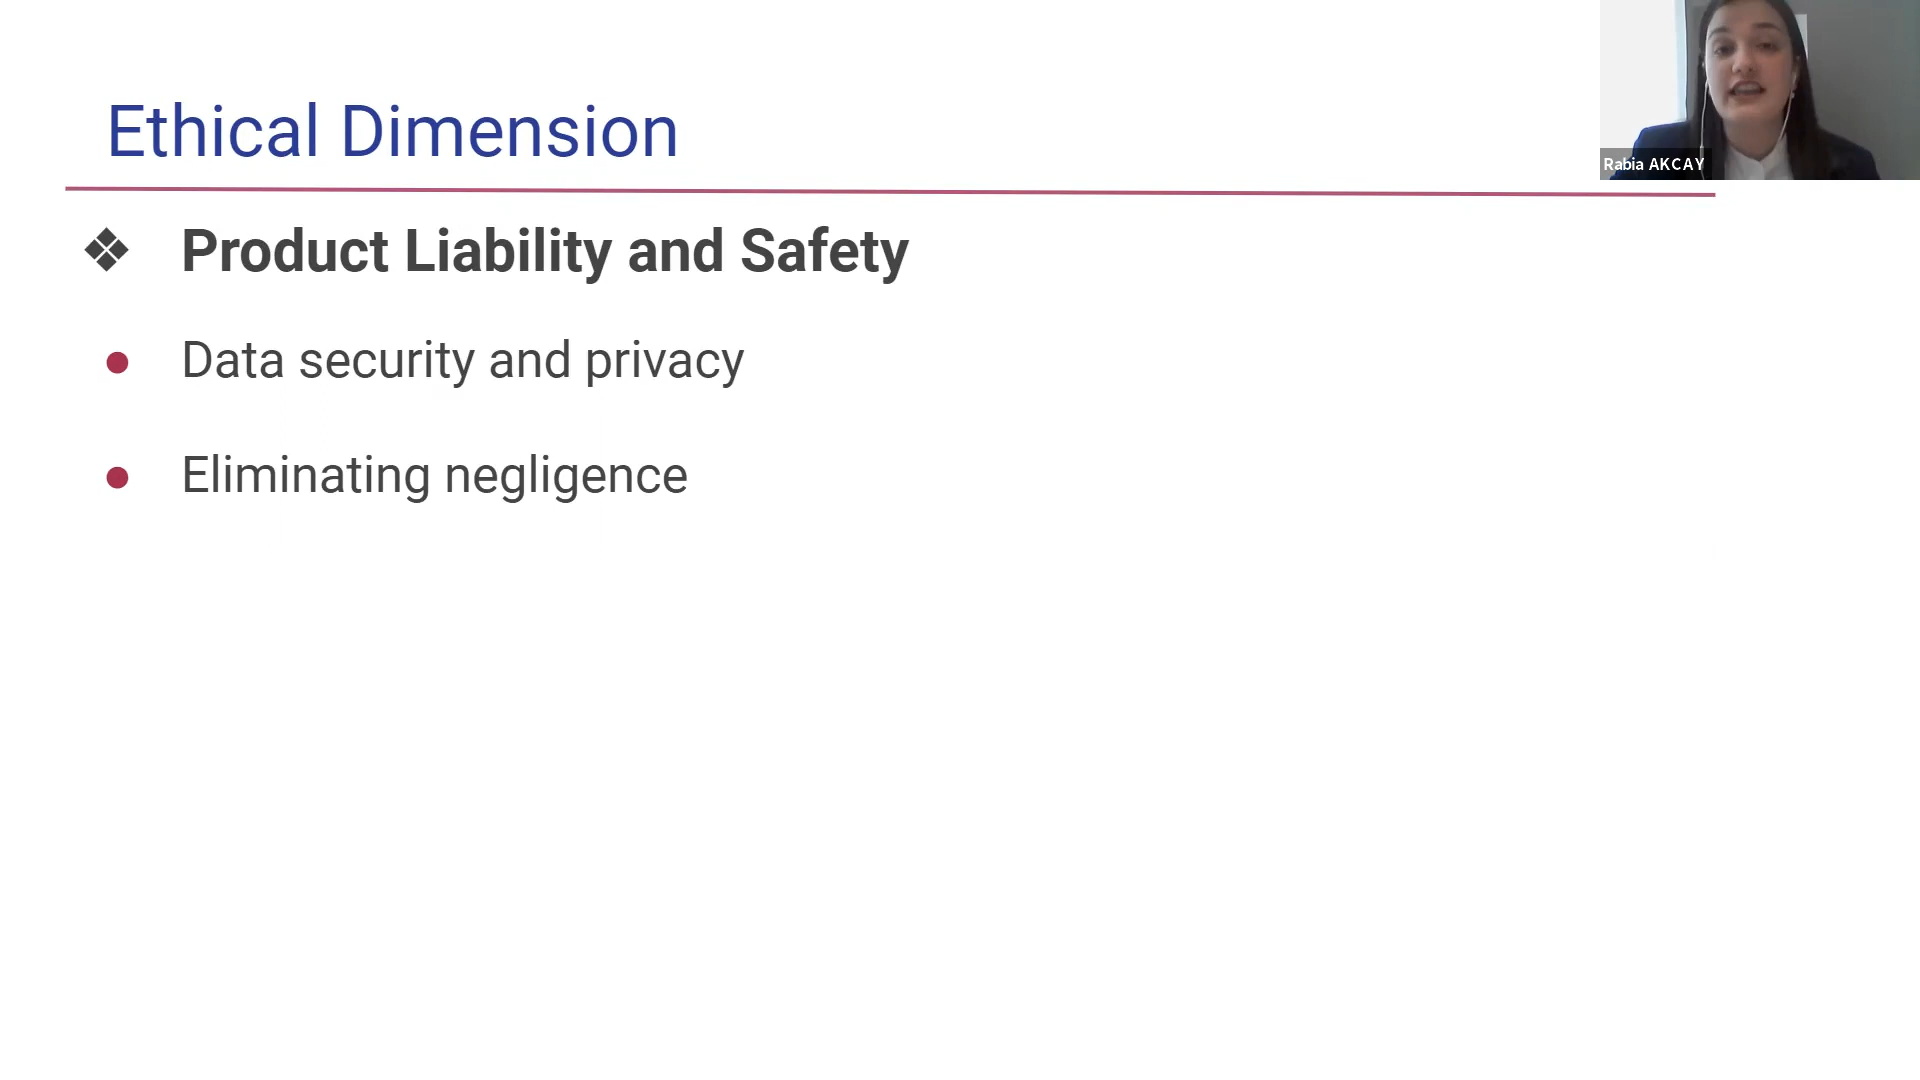 Ethical Dimension
Rabia AKCAY
❖ Product Liability and Safety
● Data security and privacy
● Eliminating negligence